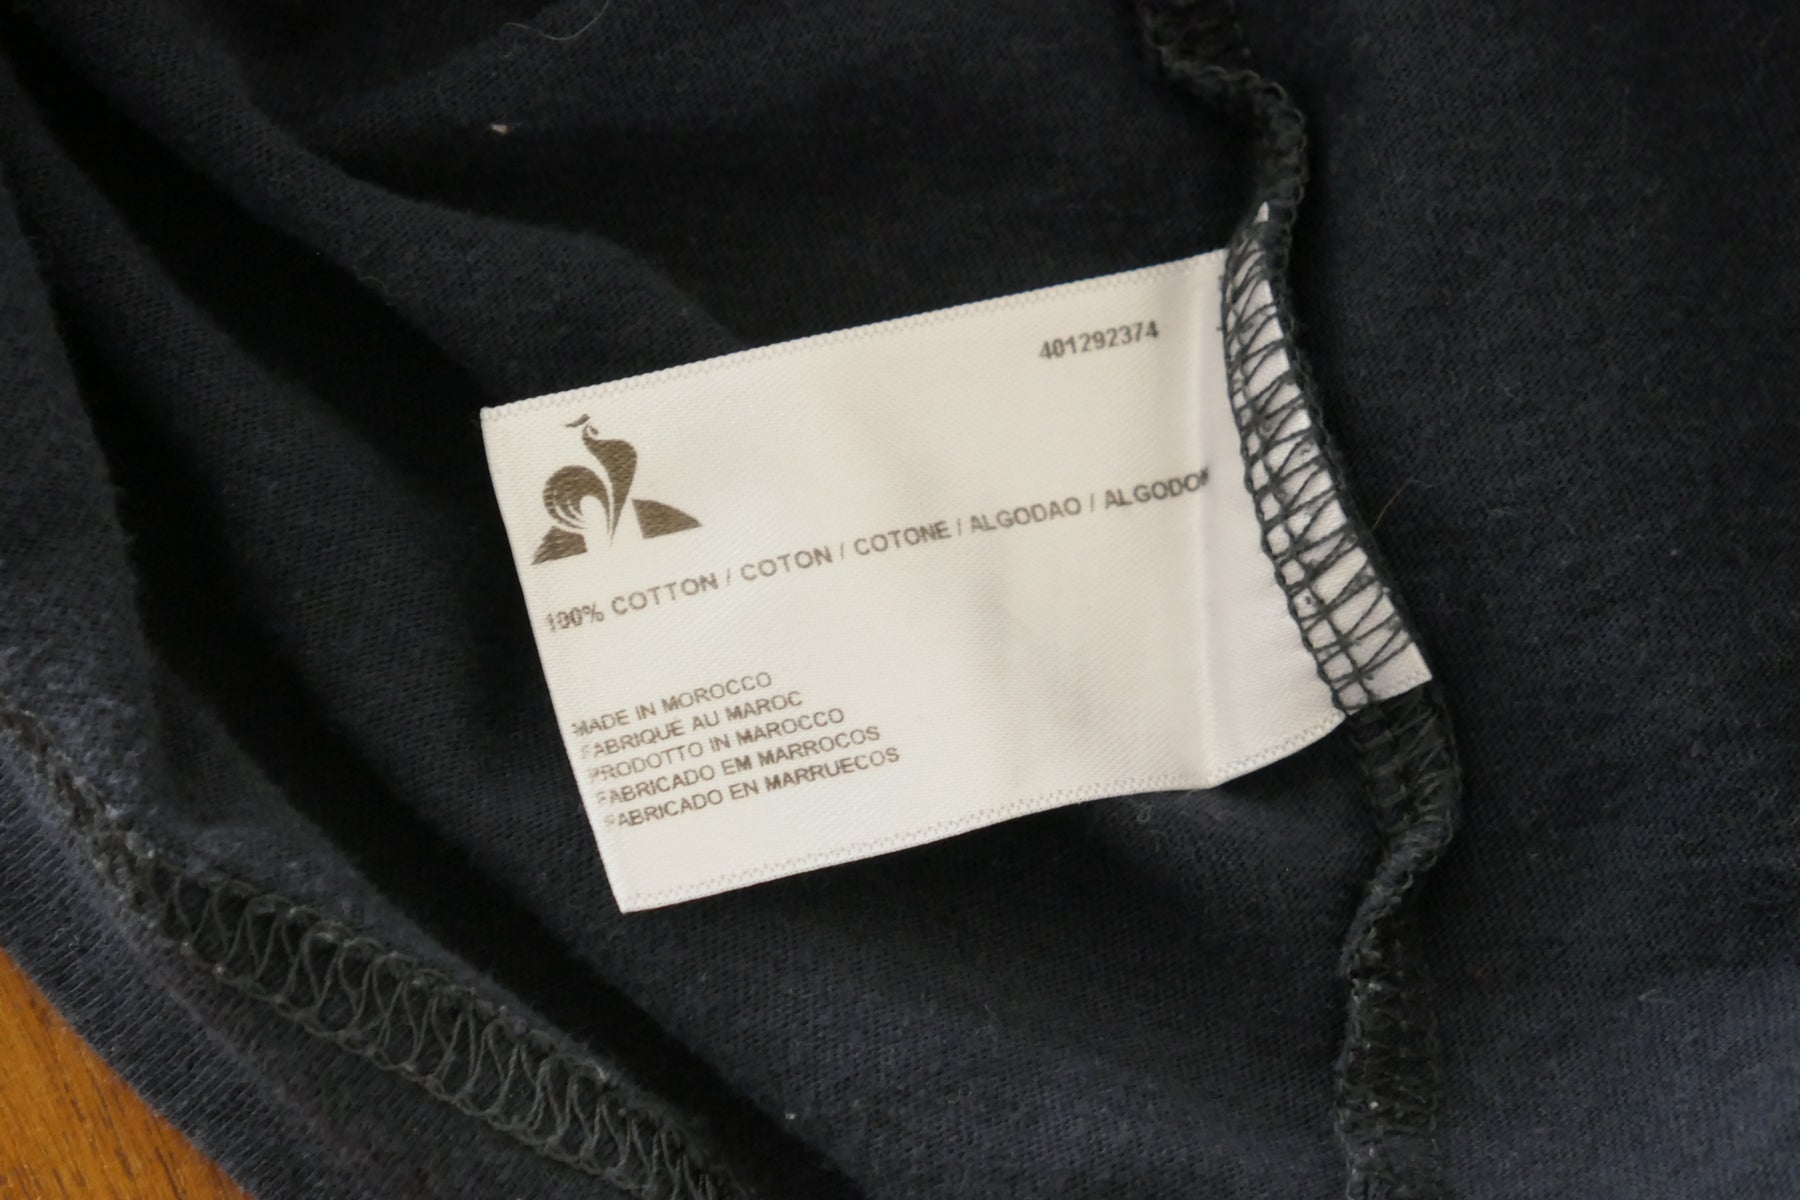 401292374
100% COTTON / COTON / COTONE / ALGODAO / ALGODON
MADE IN MOROCCO
FABRIQUE AU MAROC
PRODOTTO IN MAROCCO
FABRICADO EM MARROCOS
FABRICADO EN MARRUECOS